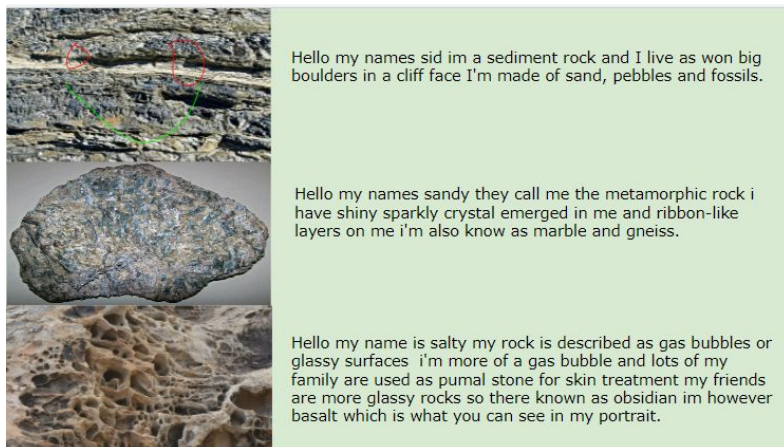 Hello my names sid im a sediment rock and I live as won big
boulders in a cliff face I'm made of sand, pebbles and fossils.
Hello my names sandy they call me the metamorphic rock i
have shiny sparkly crystal emerged in me and ribbon-like
layers on me i'm also know as marble and gneiss.
Hello my name is salty my rock is described as gas bubbles or
glassy surfaces  i'm more of a gas bubble and lots of my
family are used as pumal stone for skin treatment my friends
are more glassy rocks so there known as obsidian im however
basalt which is what you can see in my portrait.